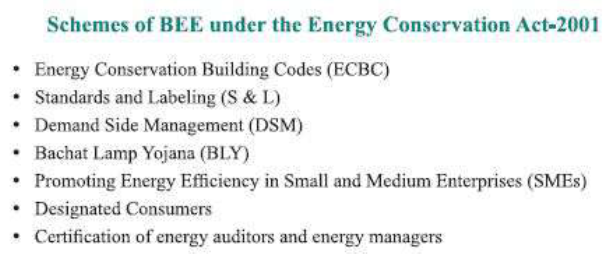 Schemes of BEE under the Energy Conservation Act-2001
• Energy Conservation Building Codes (ECBC)
• Standards and Labeling (S & L)
• Demand Side Management (DSM)
• Bachat Lamp Yojana (BLY)
• Promoting Energy Efficiency in Small and Medium Enterprises (SMEs)
• Designated Consumers
• Certification of energy auditors and energy managers